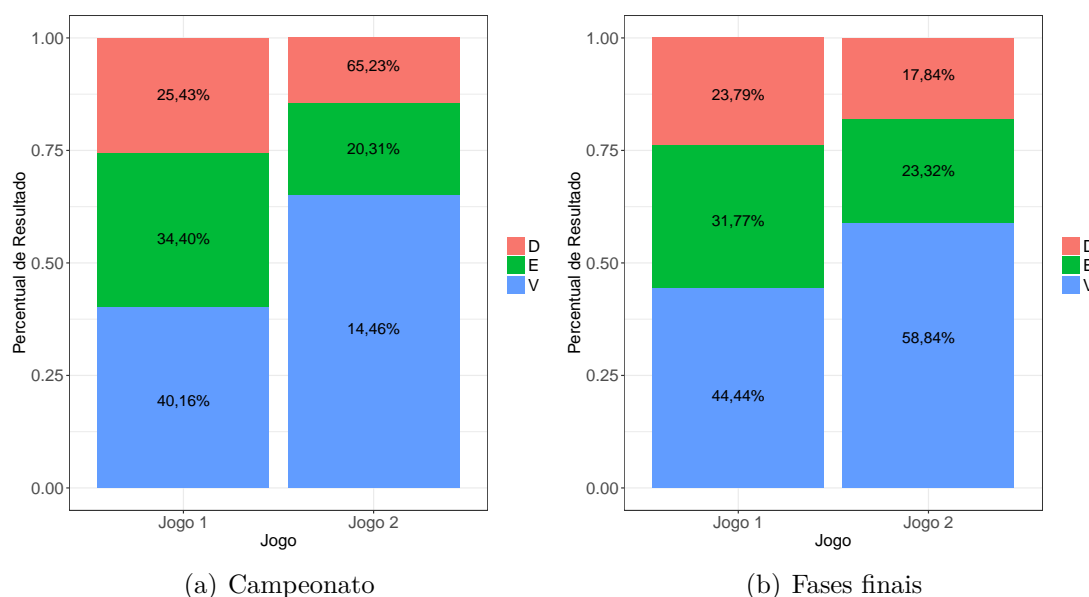 1.00
0.75
0.50
0.25
0.00
Percentual de Resultado
25,43%
34,40%
40,16%
65,23%
20,31%
14,46%
Jogo 1
Jogo 2
Jogo
D
E
V
(a) Campeonato
1.00
0.75
0.50
0.25
0.00
Percentual de Resultado
23,79%
31,77%
44,44%
17,84%
23,32%
58,84%
Jogo 1
Jogo 2
Jogo
D
E
V
(b) Fases finais